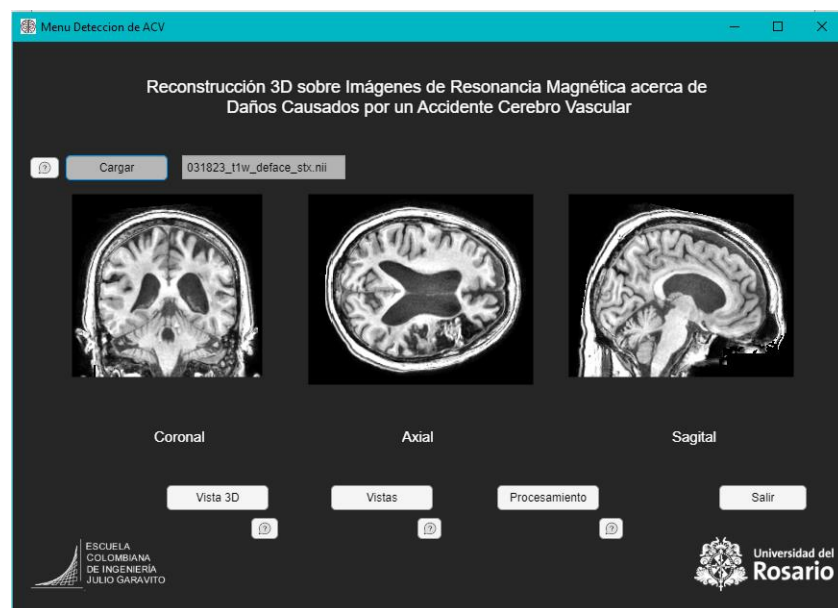 Menu Deteccion de ACV
Reconstrucción 3D sobre Imágenes de Resonancia Magnética acerca de
Daños Causados por un Accidente Cerebro Vascular
Cargar
031823_t1w_deface_stx.nii
Coronal
Axial
Sagital
Vista 3D
Vistas
Procesamiento
Salir
ESCUELA
COLOMBIANA
DE INGENIERÍA
JULIO GARAVITO
Universidad del
Rosario